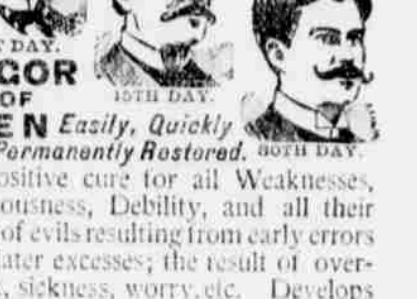 T DAY.
GOR
15TH DAY.
OF
EN Easily, Quickly
Permanently Restored. 30TH DAY.
ositive cure for all Weaknesses,
ousness, Debility, and all their
of evils resulting from early errors
ater excesses; the result of over-
, sickness, worry, etc. Develops